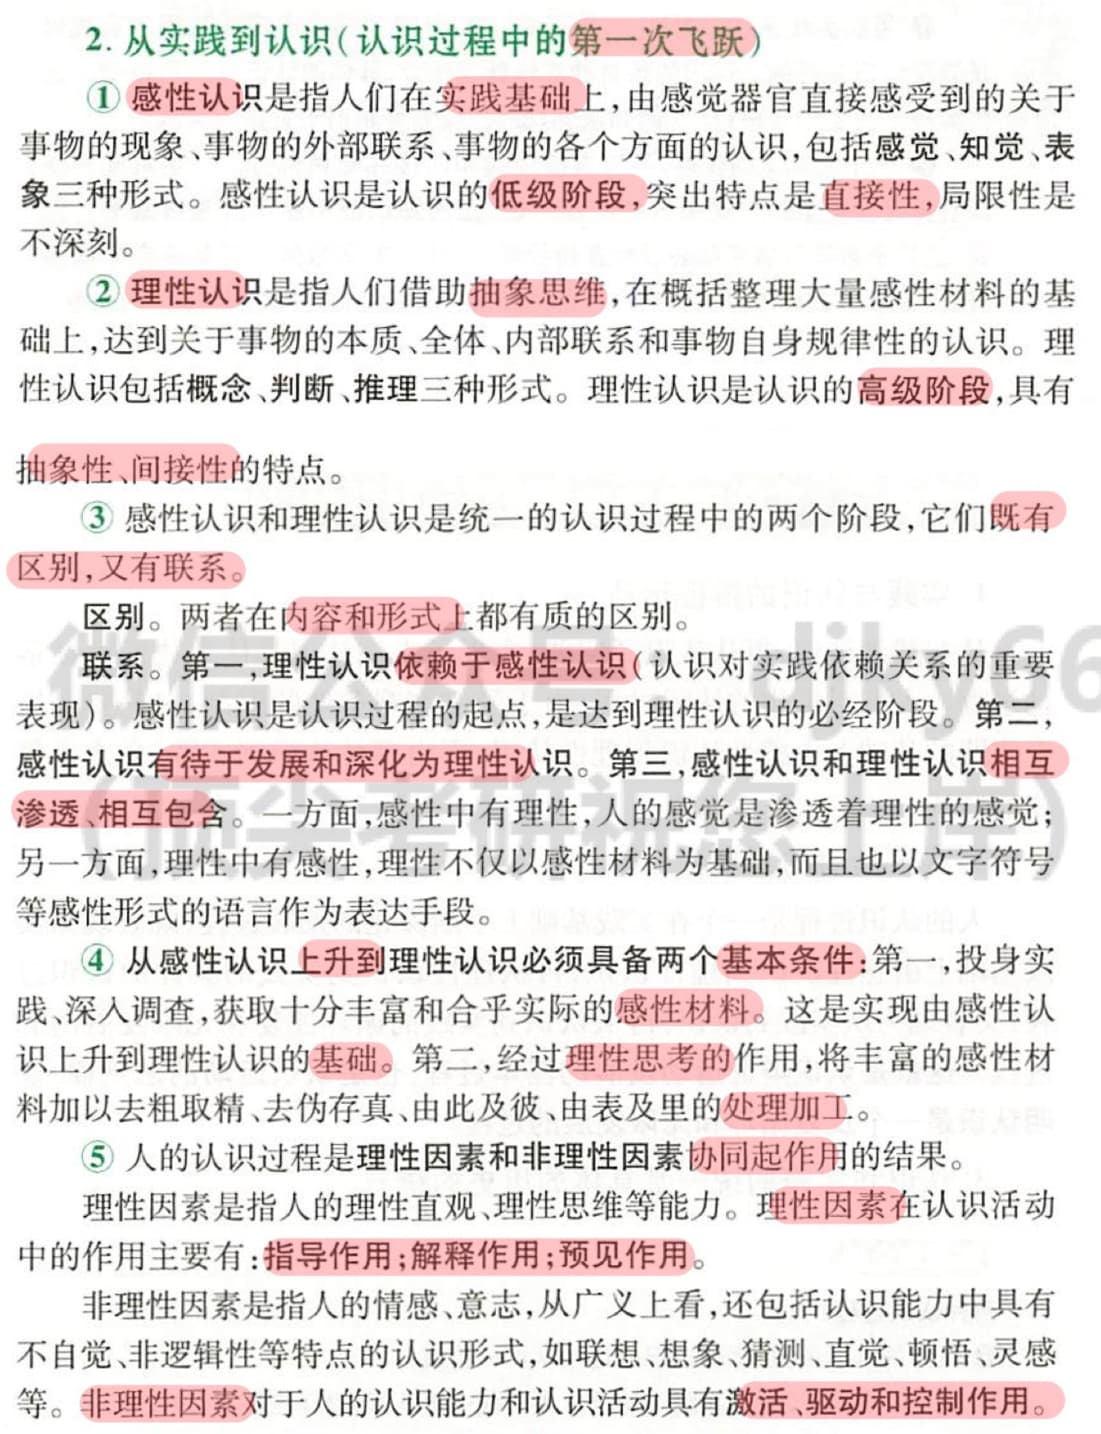 2. 从实践到认识(认识过程中的第一次飞跃)
① 感性认识是指人们在实践基础上,由感觉器官直接感受到的关于
事物的现象、事物的外部联系、事物的各个方面的认识,包括感觉、知觉、表
象三种形式。感性认识是认识的低级阶段,突出特点是直接性,局限性是
不深刻。
② 理性认识是指人们借助抽象思维,在概括整理大量感性材料的基
础上,达到关于事物的本质、全体、内部联系和事物自身规律性的认识。理
性认识包括概念、判断、推理三种形式。理性认识是认识的高级阶段,具有
抽象性、间接性的特点。
③ 感性认识和理性认识是统一的认识过程中的两个阶段,它们既有
区别,又有联系。
区别。两者在内容和形式上都有质的区别。
联系。第一,理性认识依赖于感性认识(认识对实践依赖关系的重要
表现)。感性认识是认识过程的起点,是达到理性认识的必经阶段。第二,
感性认识有待于发展和深化为理性认识。第三,感性认识和理性认识相互
渗透、相互包含。一方面,感性中有理性,人的感觉是渗透着理性的感觉;
另一方面,理性中有感性,理性不仅以感性材料为基础,而且也以文字符号
等感性形式的语言作为表达手段。
④ 从感性认识上升到理性认识必须具备两个基本条件:第一,投身实
践、深入调查,获取十分丰富和合乎实际的感性材料。这是实现由感性认
识上升到理性认识的基础。第二,经过理性思考的作用,将丰富的感性材
料加以去粗取精、去伪存真、由此及彼、由表及里的处理加工。
⑤ 人的认识过程是理性因素和非理性因素协同起作用的结果。
理性因素是指人的理性直观、理性思维等能力。理性因素在认识活动
中的作用主要有:指导作用;解释作用;预见作用。
非理性因素是指人的情感、意志,从广义上看,还包括认识能力中具有
不自觉、非逻辑性等特点的认识形式,如联想、想象、猜测、直觉、顿悟、灵感
等。非理性因素对于人的认识能力和认识活动具有激活、驱动和控制作用。
微信公众号 djky66
(顶尖考研祝您上岸)